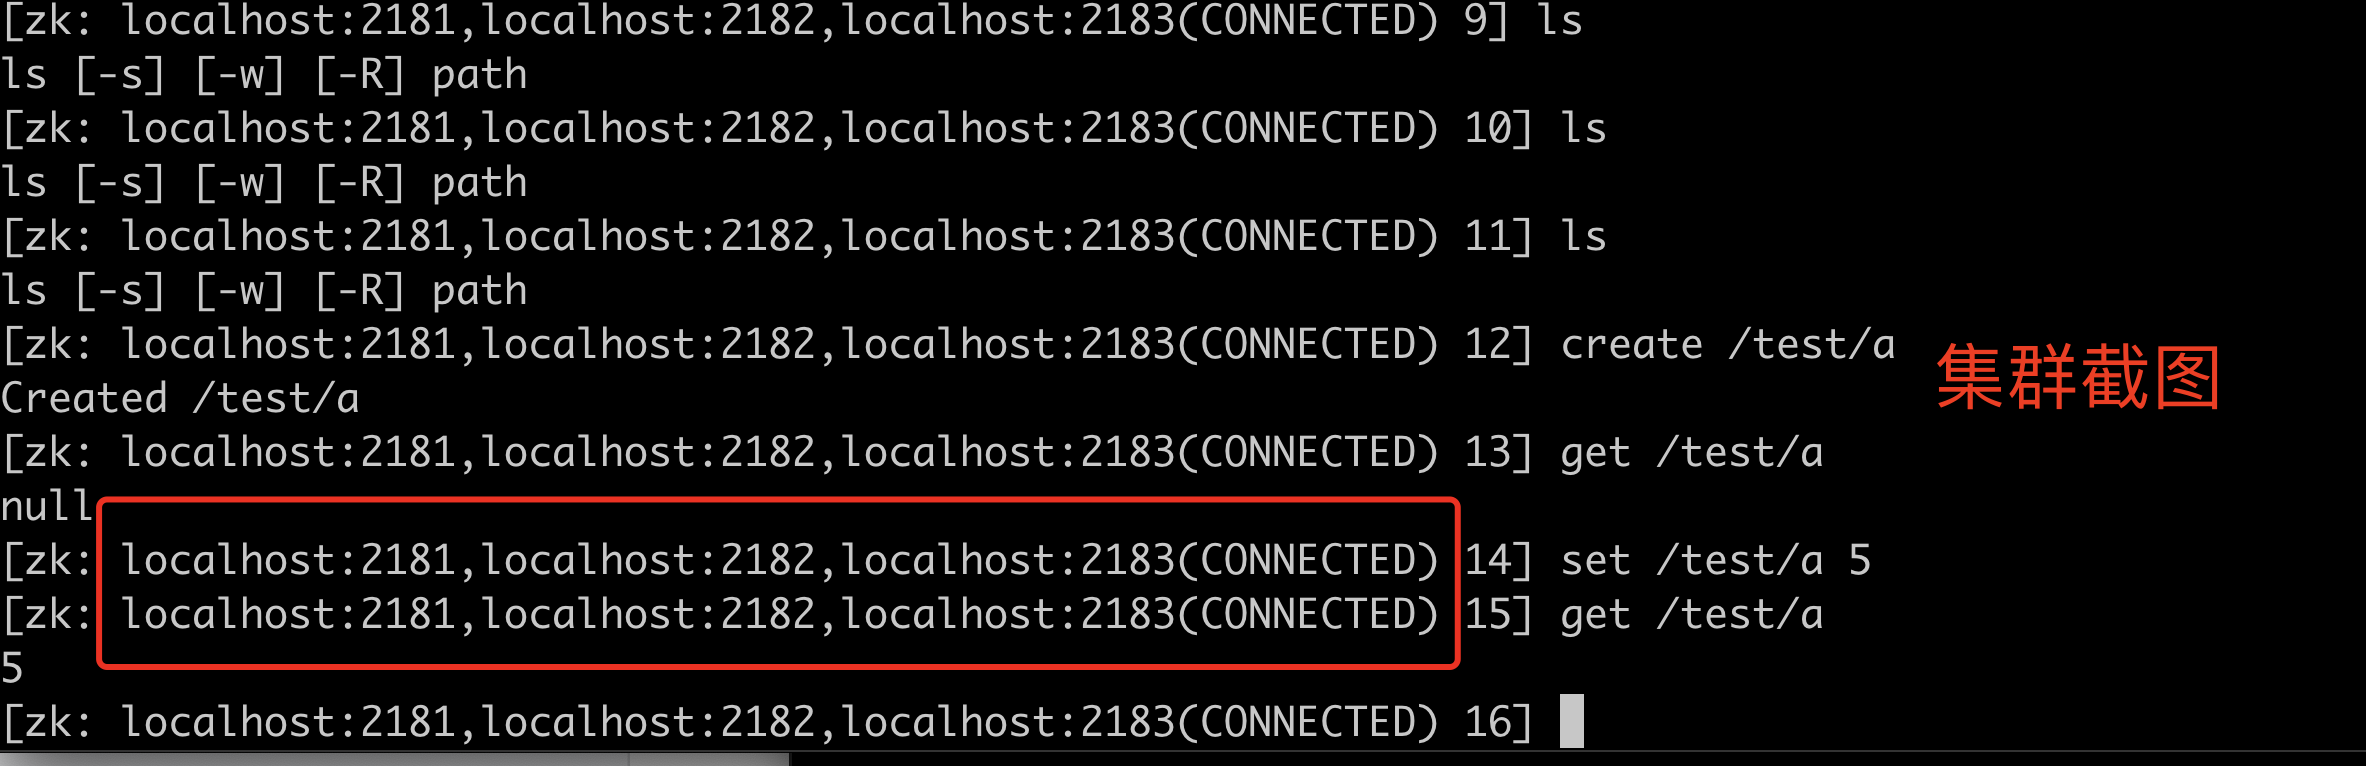 [zk: localhost:2181,localhost:2182,localhost:2183(CONNECTED) 9] ls
ls [-s] [-w] [-R] path
[zk: localhost:2181,localhost:2182,localhost:2183(CONNECTED) 10] ls
ls [-s] [-w] [-R] path
[zk: localhost:2181,localhost:2182,localhost:2183(CONNECTED) 11] ls
ls [-s] [-w] [-R] path
[zk: localhost:2181,localhost:2182,localhost:2183(CONNECTED) 12] create /test/a
集群截图
Created /test/a
[zk: localhost:2181,localhost:2182,localhost:2183(CONNECTED) 13] get /test/a
null
[zk: localhost:2181,localhost:2182,localhost:2183(CONNECTED) 14] set /test/a 5
[zk: localhost:2181,localhost:2182,localhost:2183(CONNECTED) 15] get /test/a
5
[zk: localhost:2181,localhost:2182,localhost:2183(CONNECTED) 16]